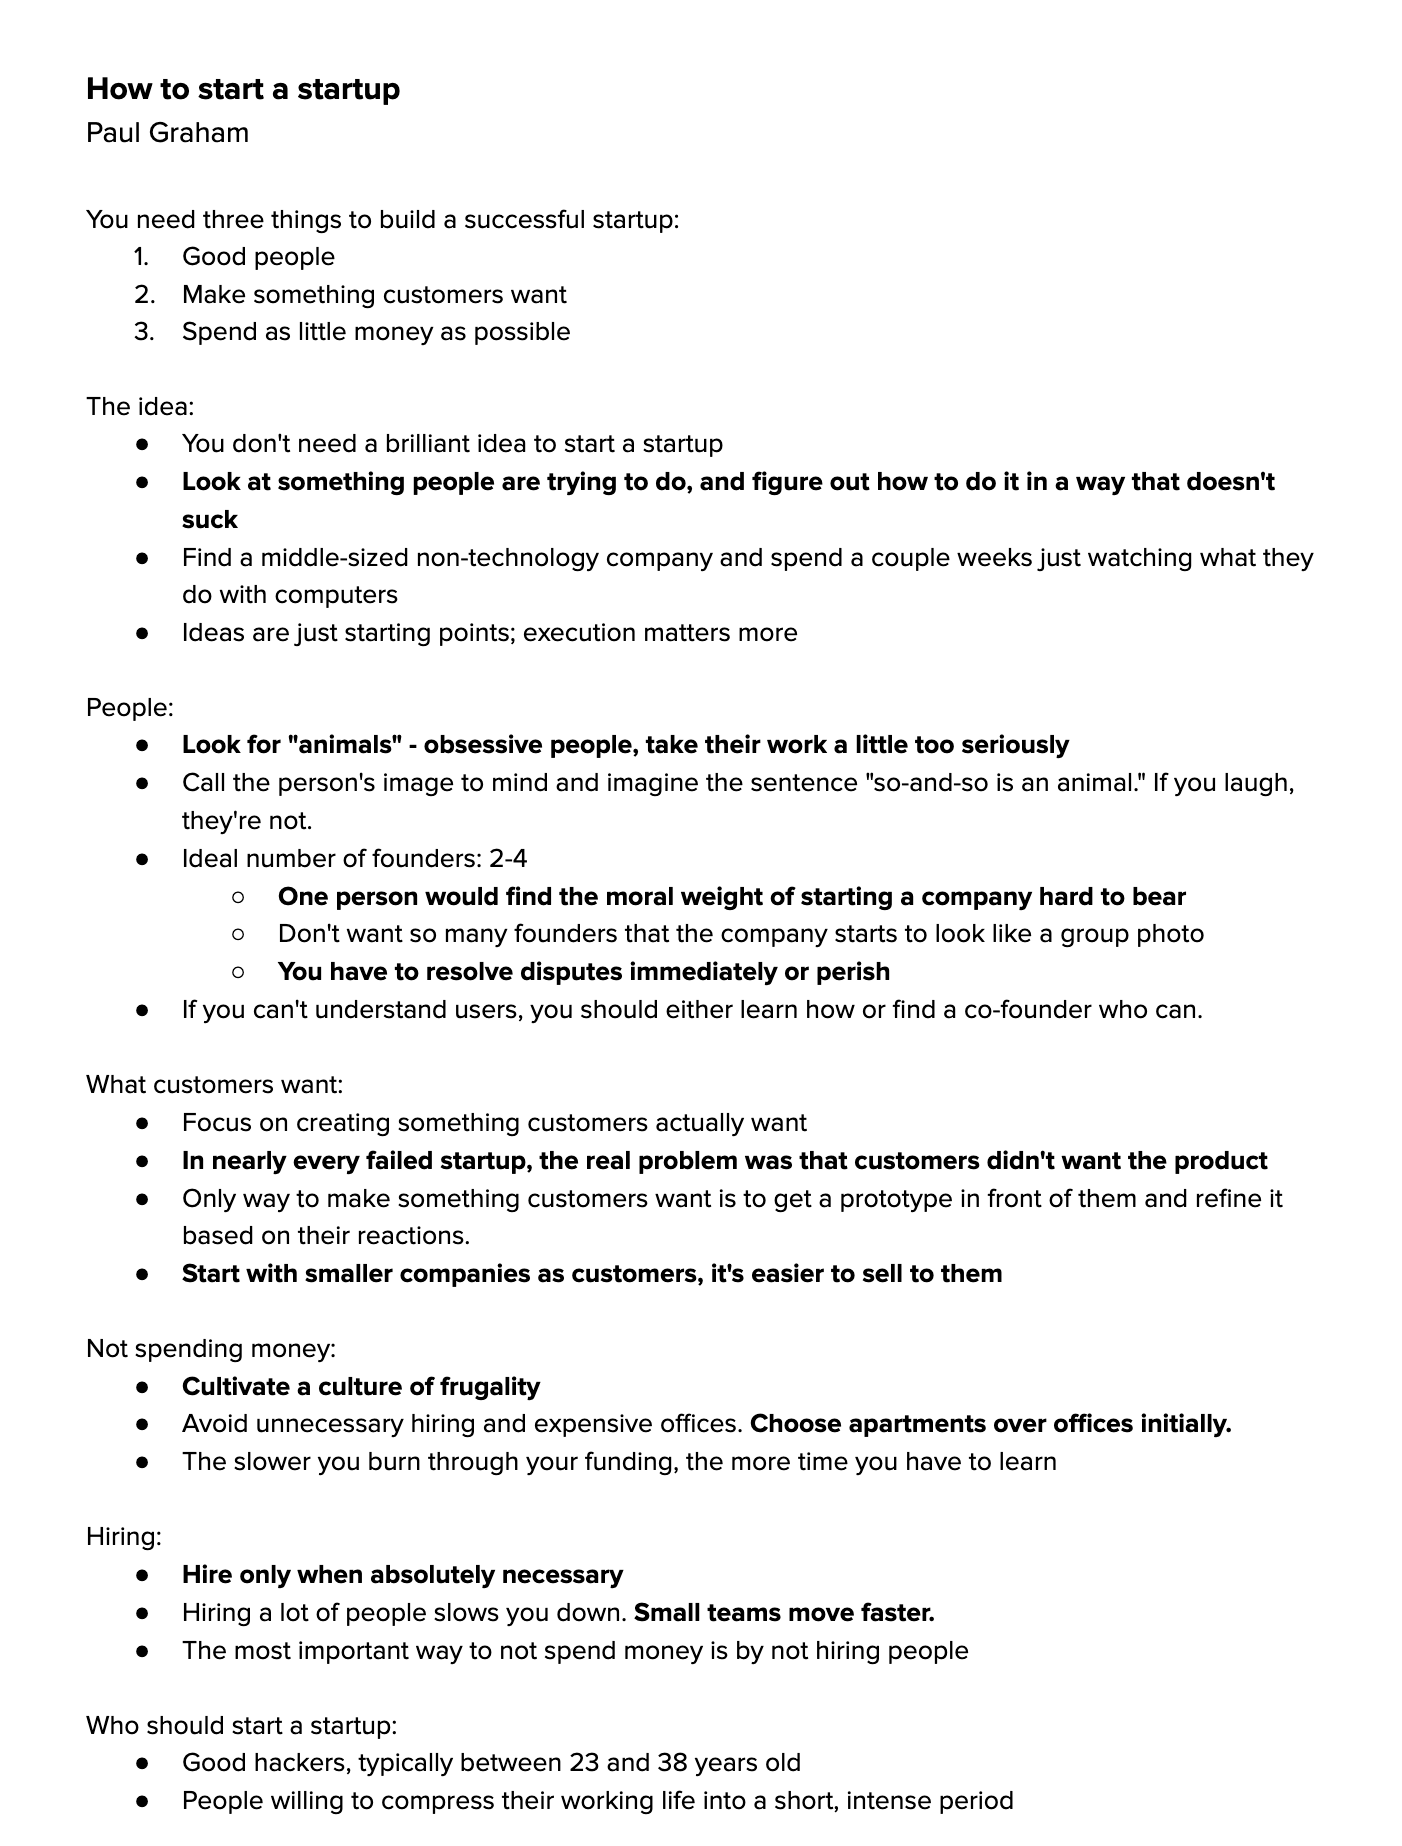 How to start a startup
Paul Graham
You need three things to build a successful startup:
1. Good people
2. Make something customers want
3. Spend as little money as possible
The idea:
● You don't need a brilliant idea to start a startup
● Look at something people are trying to do, and figure out how to do it in a way that doesn't
suck
● Find a middle-sized non-technology company and spend a couple weeks just watching what they
do with computers
● Ideas are just starting points; execution matters more
People:
● Look for "animals" - obsessive people, take their work a little too seriously
● Call the person's image to mind and imagine the sentence "so-and-so is an animal." If you laugh,
they're not.
● Ideal number of founders: 2-4
○ One person would find the moral weight of starting a company hard to bear
○ Don't want so many founders that the company starts to look like a group photo
○ You have to resolve disputes immediately or perish
● If you can't understand users, you should either learn how or find a co-founder who can.
What customers want:
● Focus on creating something customers actually want
● In nearly every failed startup, the real problem was that customers didn't want the product
● Only way to make something customers want is to get a prototype in front of them and refine it
based on their reactions.
● Start with smaller companies as customers, it's easier to sell to them
Not spending money:
● Cultivate a culture of frugality
● Avoid unnecessary hiring and expensive offices. Choose apartments over offices initially.
● The slower you burn through your funding, the more time you have to learn
Hiring:
● Hire only when absolutely necessary
● Hiring a lot of people slows you down. Small teams move faster.
● The most important way to not spend money is by not hiring people
Who should start a startup:
● Good hackers, typically between 23 and 38 years old
● People willing to compress their working life into a short, intense period